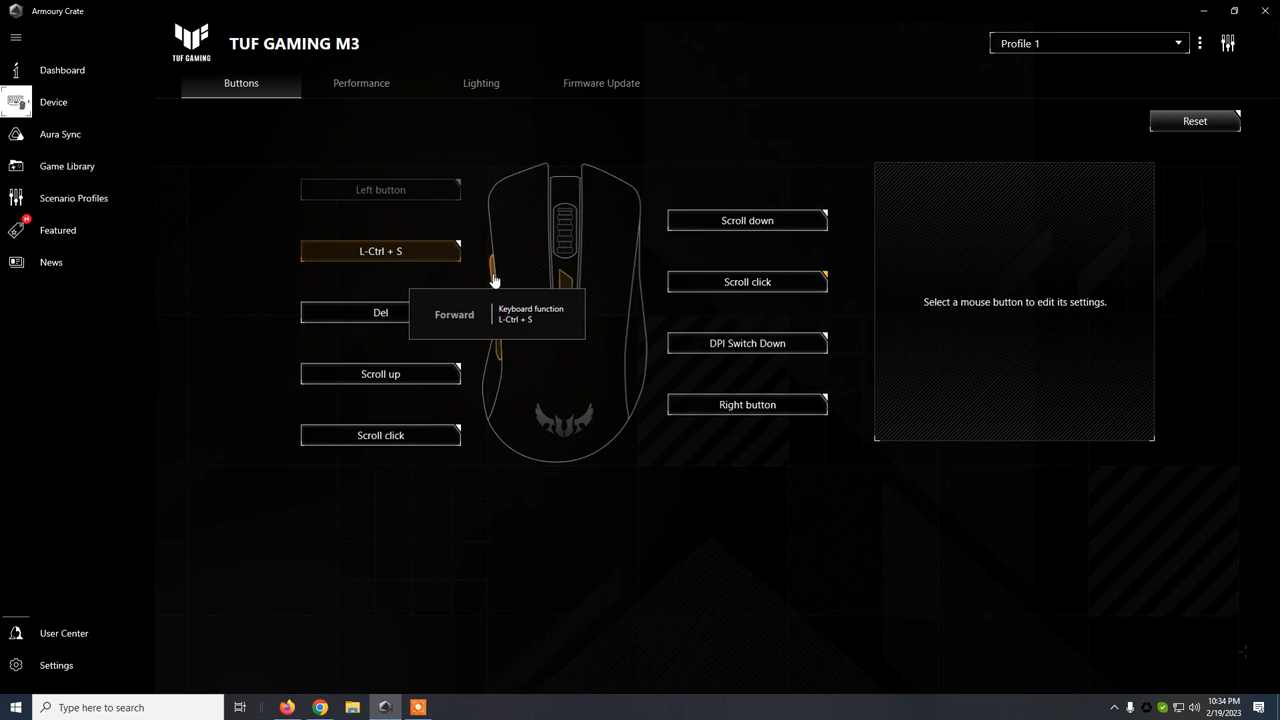 Armoury Crate
TUF GAMING
TUF GAMING M3
Profile 1
Dashboard
Device
Aura Sync
Game Library
Scenario Profiles
Featured
News
Buttons
Performance
Lighting
Firmware Update
Reset
Left button
L-Ctrl + S
Del
Scroll up
Scroll click
Forward
Keyboard function
L-Ctrl + S
Scroll down
Scroll click
DPI Switch Down
Right button
Select a mouse button to edit its settings.
User Center
Settings
Type here to search
10:34 PM
2/19/2023